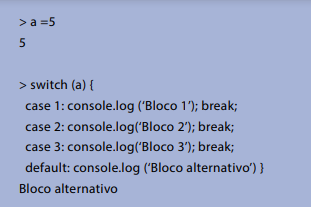 > a =5
5
> switch (a) {
case 1: console.log (‘Bloco 1’); break;
case 2: console.log(‘Bloco 2’); break;
case 3: console.log(‘Bloco 3’); break;
default: console.log (‘Bloco alternativo’) }
Bloco alternativo